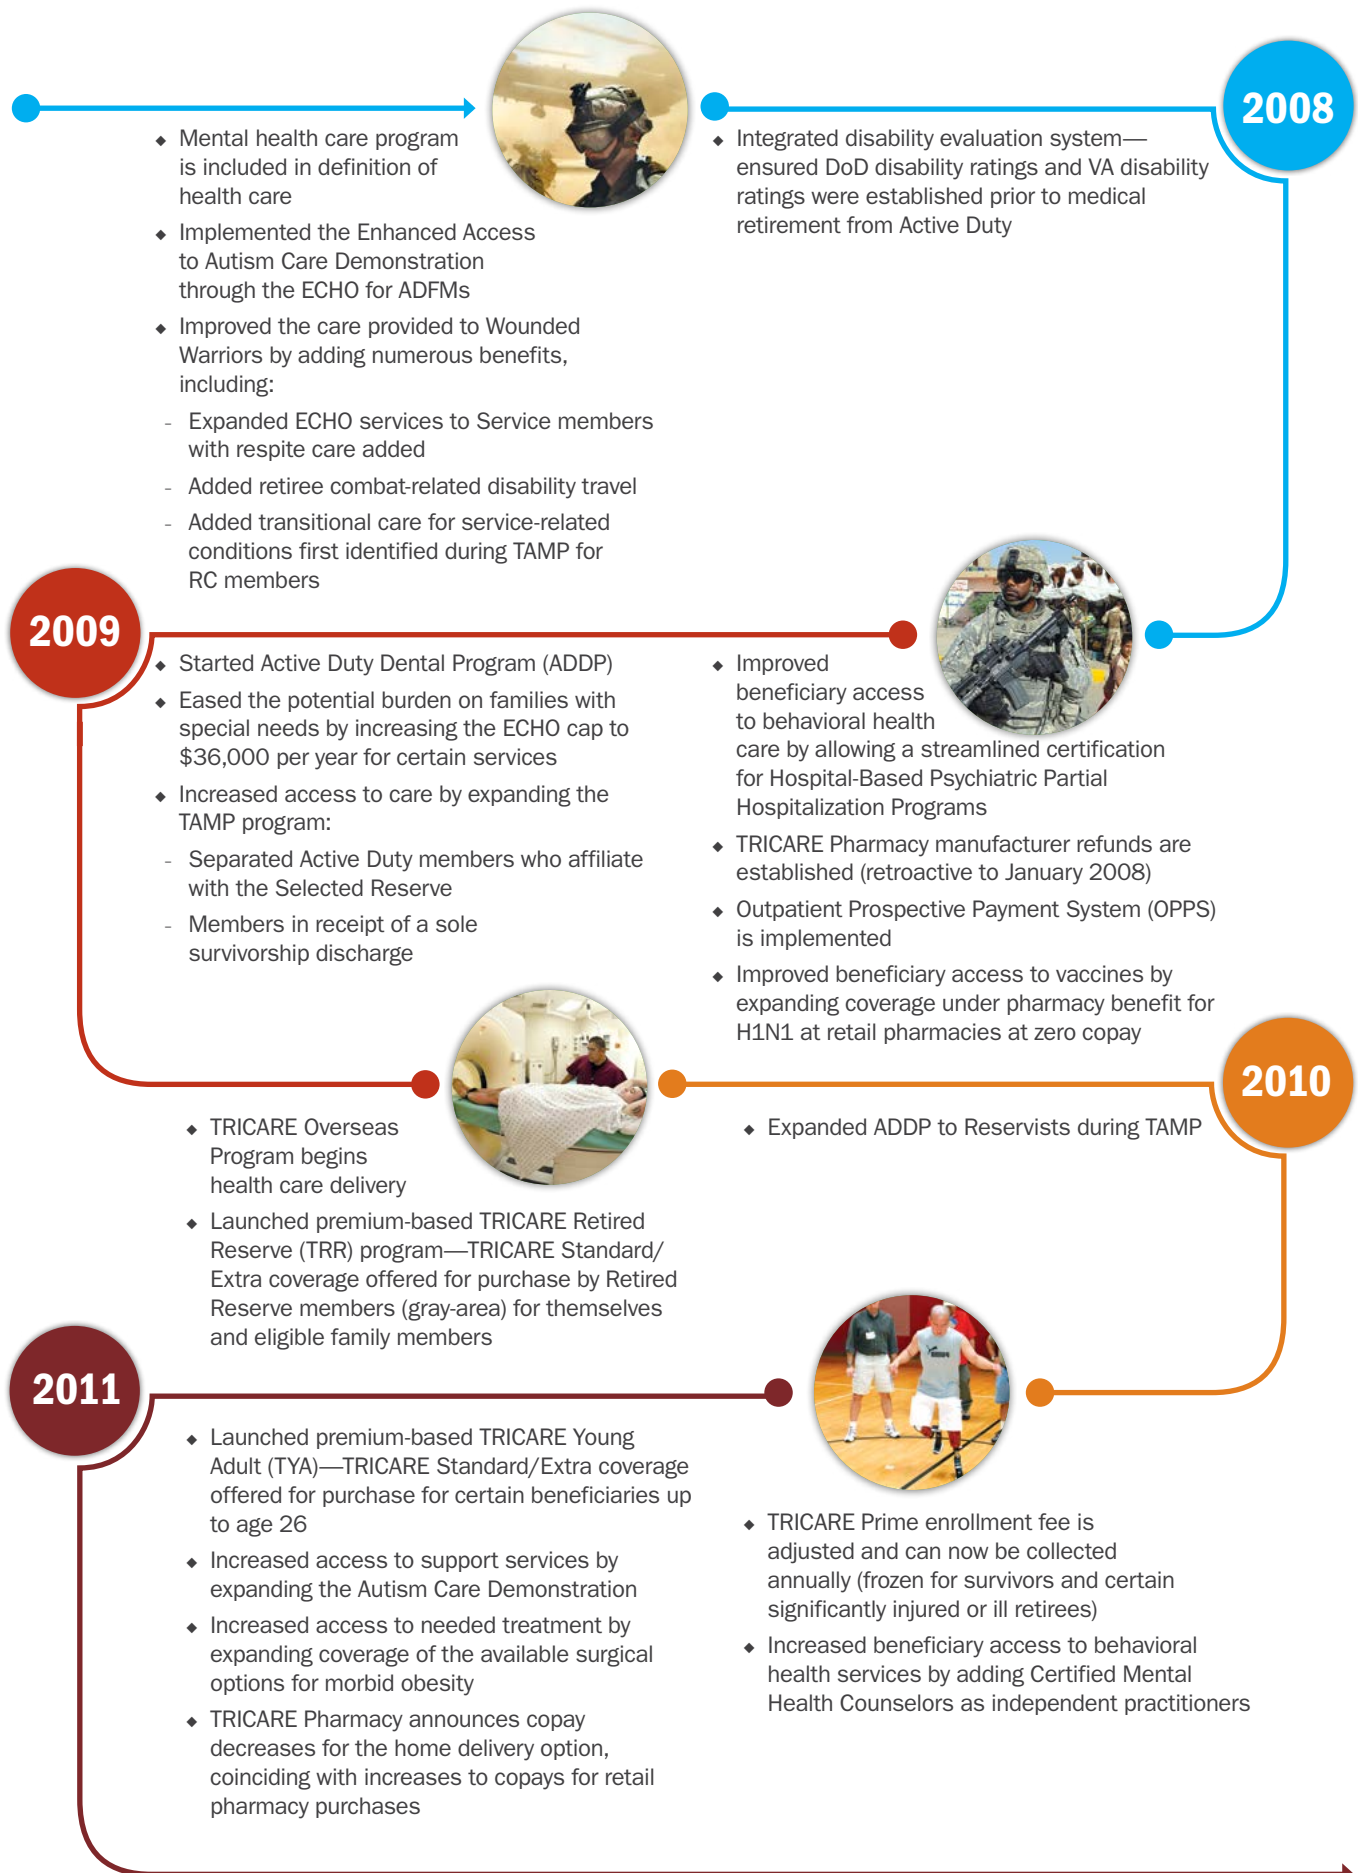 2008
◆ Mental health care program
is included in definition of
health care
◆ Implemented the Enhanced Access
to Autism Care Demonstration
through the ECHO for ADFMs
◆ Improved the care provided to Wounded
Warriors by adding numerous benefits,
including:
– Expanded ECHO services to Service members
with respite care added
– Added retiree combat-related disability travel
– Added transitional care for service-related
conditions first identified during TAMP for
RC members
◆ Integrated disability evaluation system—
ensured DoD disability ratings and VA disability
ratings were established prior to medical
retirement from Active Duty
2009
◆ Started Active Duty Dental Program (ADDP)
◆ Eased the potential burden on families with
special needs by increasing the ECHO cap to
$36,000 per year for certain services
◆ Increased access to care by expanding the
TAMP program:
– Separated Active Duty members who affiliate
with the Selected Reserve
– Members in receipt of a sole
survivorship discharge
◆ Improved
beneficiary access
to behavioral health
care by allowing a streamlined certification
for Hospital-Based Psychiatric Partial
Hospitalization Programs
◆ TRICARE Pharmacy manufacturer refunds are
established (retroactive to January 2008)
◆ Outpatient Prospective Payment System (OPPS)
is implemented
◆ Improved beneficiary access to vaccines by
expanding coverage under pharmacy benefit for
H1N1 at retail pharmacies at zero copay
2010
◆ TRICARE Overseas
Program begins
health care delivery
◆ Launched premium-based TRICARE Retired
Reserve (TRR) program—TRICARE Standard/
Extra coverage offered for purchase by Retired
Reserve members (gray-area) for themselves
and eligible family members
◆ Expanded ADDP to Reservists during TAMP
2011
◆ Launched premium-based TRICARE Young
Adult (TYA)—TRICARE Standard/Extra coverage
offered for purchase for certain beneficiaries up
to age 26
◆ Increased access to support services by
expanding the Autism Care Demonstration
◆ Increased access to needed treatment by
expanding coverage of the available surgical
options for morbid obesity
◆ TRICARE Pharmacy announces copay
decreases for the home delivery option,
coinciding with increases to copays for retail
pharmacy purchases
◆ TRICARE Prime enrollment fee is
adjusted and can now be collected
annually (frozen for survivors and certain
significantly injured or ill retirees)
◆ Increased beneficiary access to behavioral
health services by adding Certified Mental
Health Counselors as independent practitioners